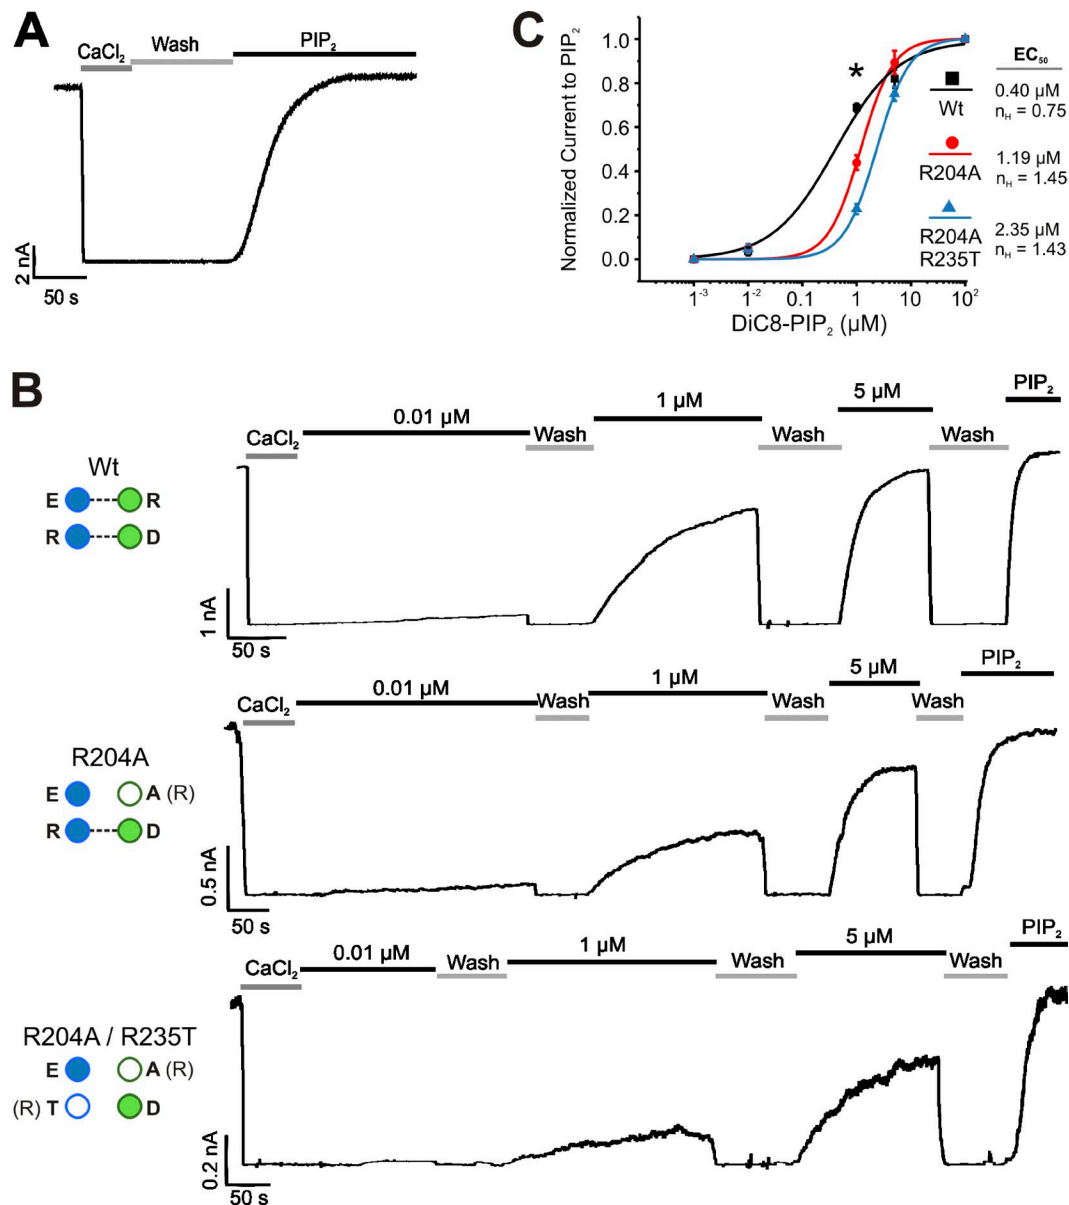 A
CaCl₂
Wash
PIP₂
2 nA
50 s
C
Normalized Current to PIP₂
1.0
0.8
0.6
0.4
0.2
0.0
*
1⁻³
1⁻²
0.1
1
10
10²
DiC8-PIP₂ (µM)
EC₅₀
Wt
0.40 µM
n_H = 0.75
R204A
1.19 µM
n_H = 1.45
R204A
R235T
2.35 µM
n_H = 1.43
B
Wt
E R
R D
CaCl₂
0.01 µM
Wash
1 µM
Wash
5 µM
Wash
PIP₂
1 nA
50 s
R204A
E A (R)
R D
CaCl₂
0.01 µM
Wash
1 µM
Wash
5 µM
Wash
PIP₂
0.5 nA
50 s
R204A / R235T
E A (R)
(R) T D
CaCl₂
0.01 µM
Wash
1 µM
Wash
5 µM
Wash
PIP₂
0.2 nA
50 s